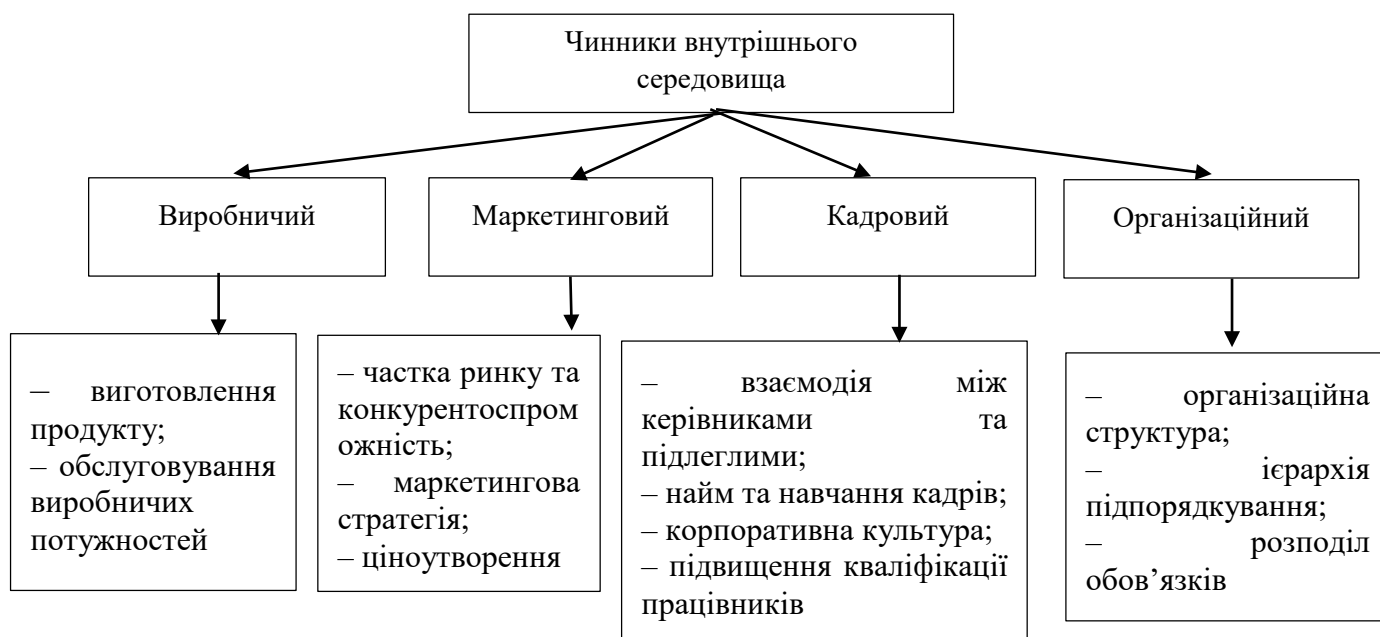 Чинники внутрішнього
середовища
Виробничий
Маркетинговий
Кадровий
Організаційний
– виготовлення
продукту;
– обслуговування
виробничих
потужностей
– частка ринку та
конкурентоспром
ожність;
– маркетингова
стратегія;
– ціноутворення
– взаємодія між
керівниками та
підлеглими;
– найм та навчання кадрів;
– корпоративна культура;
– підвищення кваліфікації
працівників
– організаційна
структура;
– ієрархія
підпорядкування;
– розподіл
обов’язків